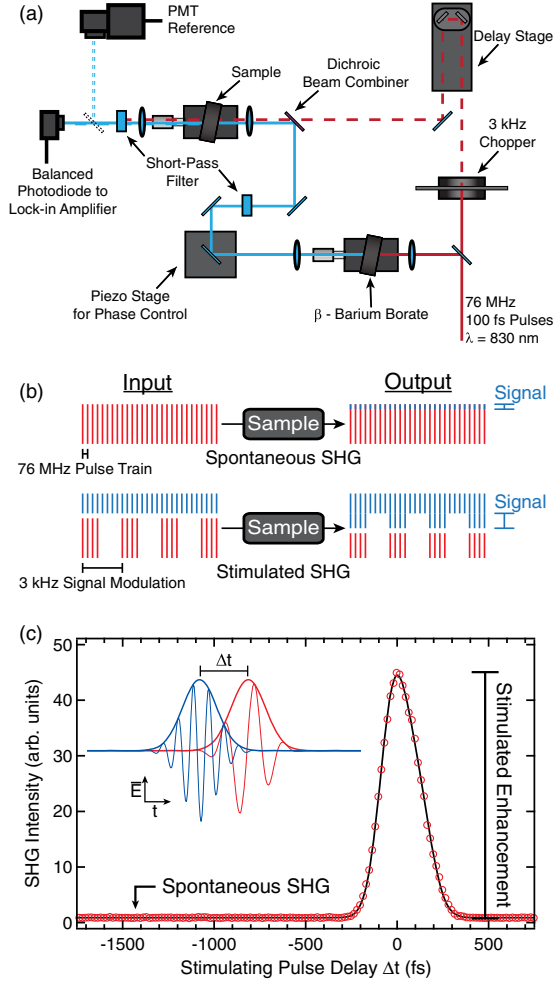 (a)
PMT
Reference
Sample
Dichroic
Beam Combiner
Delay Stage
3 kHz
Chopper
Balanced
Photodiode to
Lock-in Amplifier
Short-Pass
Filter
Piezo Stage
for Phase Control
β - Barium Borate
76 MHz
100 fs Pulses
λ = 830 nm
(b)
Input
Output
Signal
Sample
76 MHz Pulse Train
Spontaneous SHG
Signal
Sample
3 kHz Signal Modulation
Stimulated SHG
(c)
50
40
30
20
10
0
SHG Intensity (arb. units)
Δt
E
t
Spontaneous SHG
Stimulated Enhancement
-1500
-1000
-500
0
500
Stimulating Pulse Delay Δt (fs)